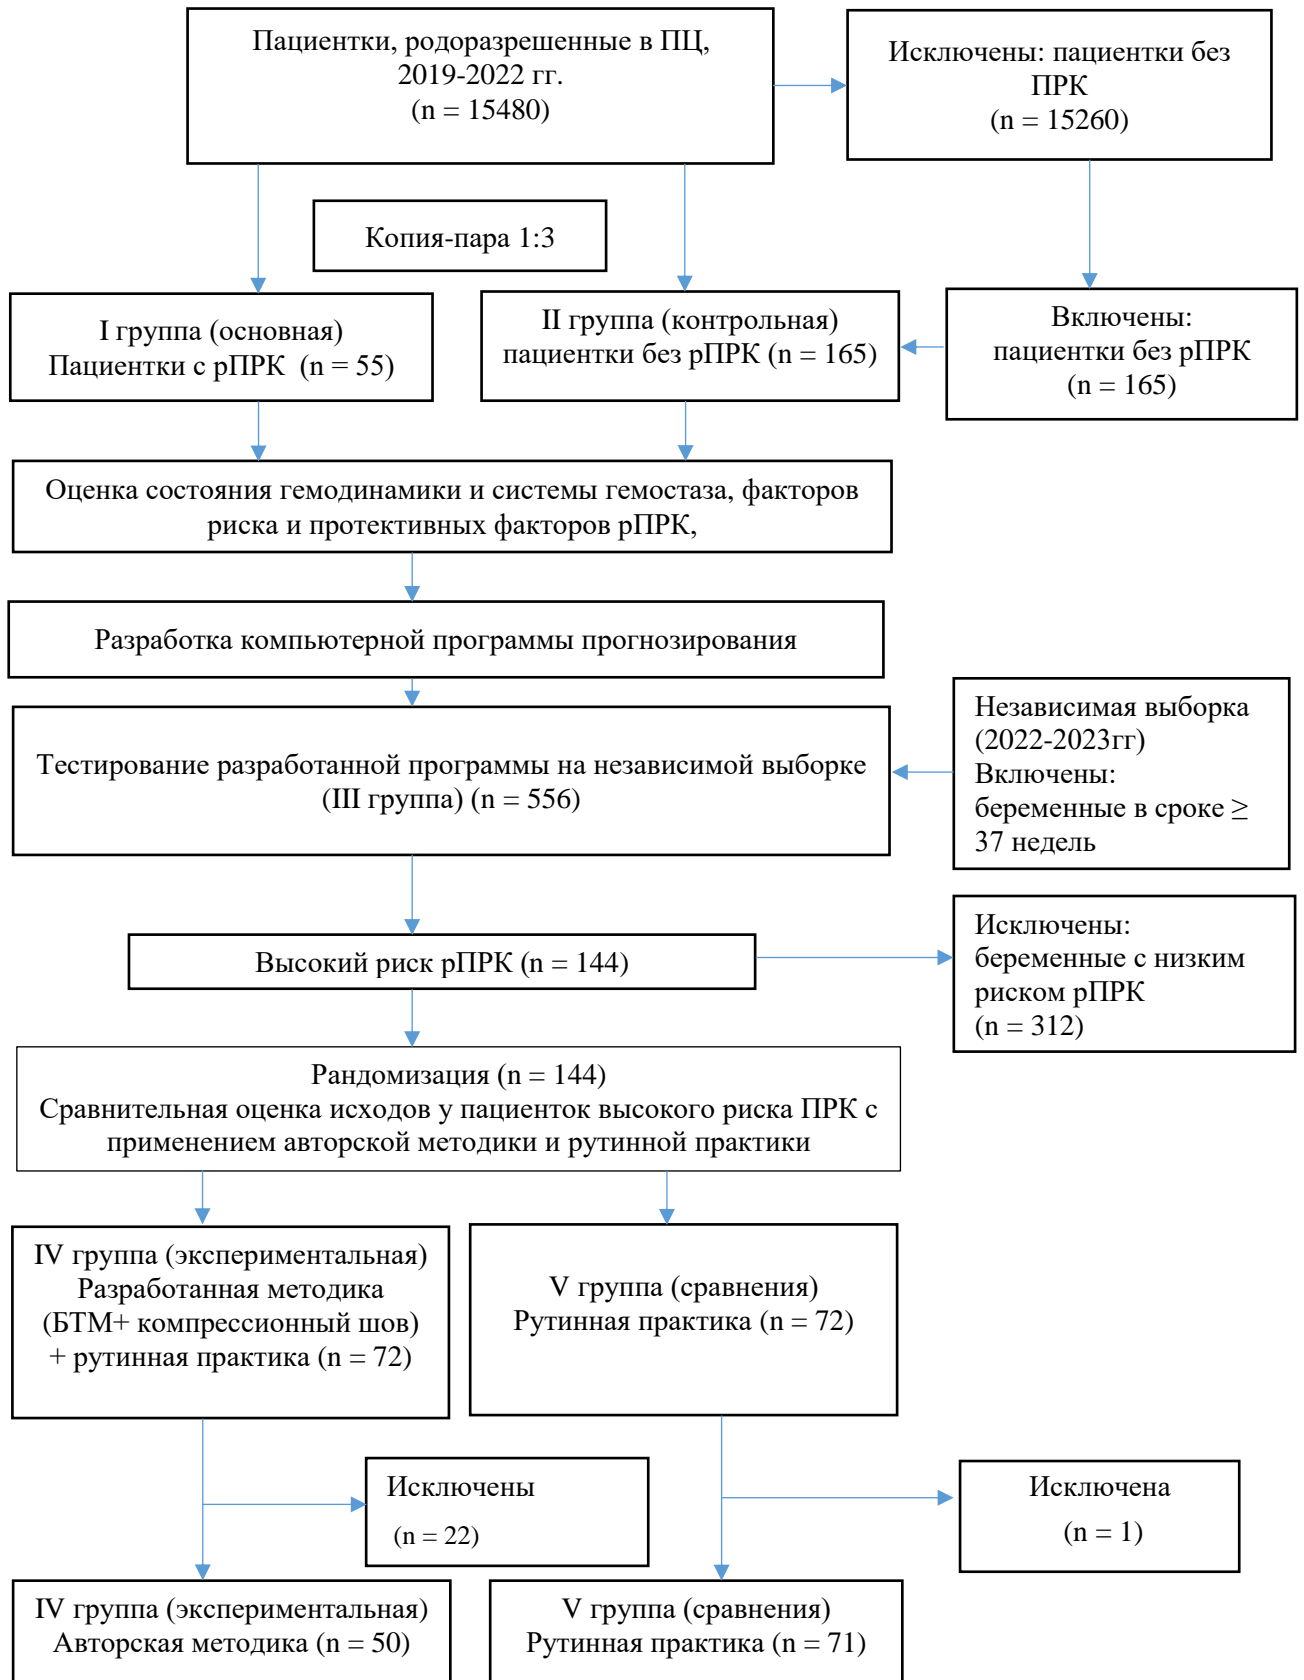 Пациентки, родоразрешенные в ПЦ,
2019-2022 гг.
(n = 15480)
Исключены: пациентки без
ПРК
(n = 15260)
Копия-пара 1:3
I группа (основная)
Пациентки с рПРК (n = 55)
II группа (контрольная)
пациентки без рПРК (n = 165)
Включены:
пациентки без рПРК
(n = 165)
Оценка состояния гемодинамики и системы гемостаза, факторов
риска и протективных факторов рПРК,
Разработка компьютерной программы прогнозирования
Тестирование разработанной программы на независимой выборке
(III группа) (n = 556)
Независимая выборка
(2022-2023гг)
Включены:
беременные в сроке ≥
37 недель
Высокий риск рПРК (n = 144)
Исключены:
беременные с низким
риском рПРК
(n = 312)
Рандомизация (n = 144)
Сравнительная оценка исходов у пациенток высокого риска ПРК с
применением авторской методики и рутинной практики
IV группа (экспериментальная)
Разработанная методика
(БТМ+ компрессионный шов)
+ рутинная практика (n = 72)
V группа (сравнения)
Рутинная практика (n = 72)
Исключены
(n = 22)
Исключена
(n = 1)
IV группа (экспериментальная)
Авторская методика (n = 50)
V группа (сравнения)
Рутинная практика (n = 71)